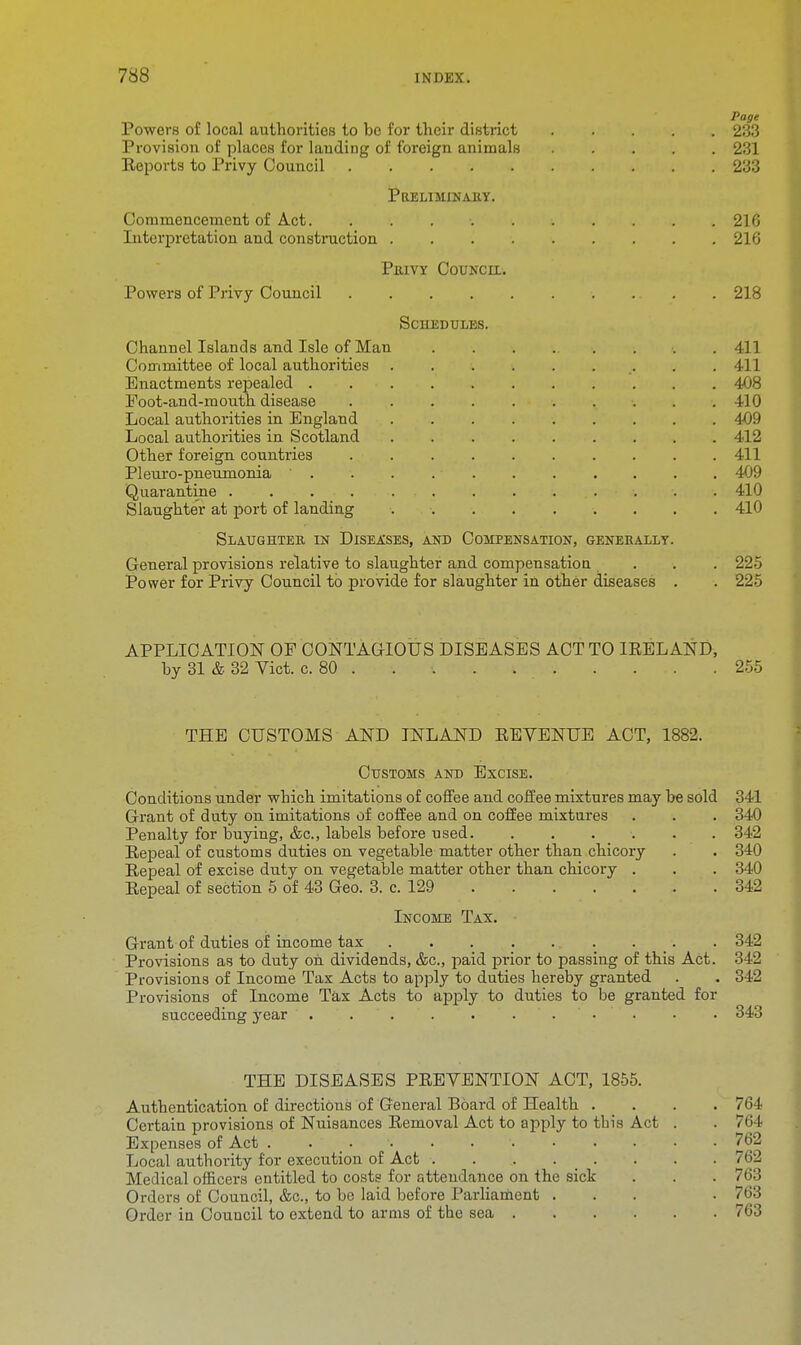 788 INDEX.
Page
Powers of local authorities to be for their district . . . . . 233
Provision of places for landing of foreign animals . . . . . 231
Reports to Privy Council . . . . . . . . . . 233
PRELIMINARY.
Commencement of Act. . . . . . . . . . . 216
Interpretation and construction . . . . . . . . . 216
PRIVY COUNCIL.
Powers of Privy Council . . . . . . . . . . 218
SCHEDULES.
Channel Islands and Isle of Man . . . . . . . . 411
Committee of local authorities . . . . . . . . . 411
Enactments repealed . . . . . . . . . . . 408
Foot-and-mouth disease . . . . . . . . . . 410
Local authorities in England . . . . . . . . . 409
Local authorities in Scotland . . . . . . . . . 412
Other foreign countries . . . . . . . . . . 411
Pleuro-pneumonia . . . . . . . . . . . 409
Quarantine . . . . . . . . . . . . . 410
Slaughter at port of landing . . . . . . . . . 410
SLAUGHTER IN DISEASES, AND COMPENSATION, GENERALLY.
General provisions relative to slaughter and compensation . . . 225
Power for Privy Council to provide for slaughter in other diseases . . 225
APPLICATION OF CONTAGIOUS DISEASES ACT TO IRELAND,
by 31 & 32 Vict. c. 80 . . . . . . . . . . 255
THE CUSTOMS AND INLAND REVENUE ACT, 1882.
CUSTOMS AND EXCISE.
Conditions under which imitations of coffee and coffee mixtures may be sold 341
Grant of duty on imitations of coffee and on coffee mixtures . . . 340
Penalty for buying, &c., labels before used. . . . . . . 342
Repeal of customs duties on vegetable matter other than chicory . . 340
Repeal of excise duty on vegetable matter other than chicory . . . 340
Repeal of section 5 of 43 Geo. 3. c. 129 . . . . . . . 342
INCOME TAX.
Grant of duties of income tax . . . . . . . . . 342
Provisions as to duty on dividends, &c., paid prior to passing of this Act. 342
Provisions of Income Tax Acts to apply to duties hereby granted . . 342
Provisions of Income Tax Acts to apply to duties to be granted for
succeeding year . . . . . . . . . . . 343
THE DISEASES PREVENTION ACT, 1855.
Authentication of directions of General Board of Health . . . . 764
Certain provisions of Nuisances Removal Act to apply to this Act . . 764
Expenses of Act . . . . . . . . . . . . 762
Local authority for execution of Act . . . . . . . . 762
Medical officers entitled to costs for attendance on the sick . . . 763
Orders of Council, &c., to be laid before Parliament . . . . 763
Order in Council to extend to arms of the sea . . . . . . 763